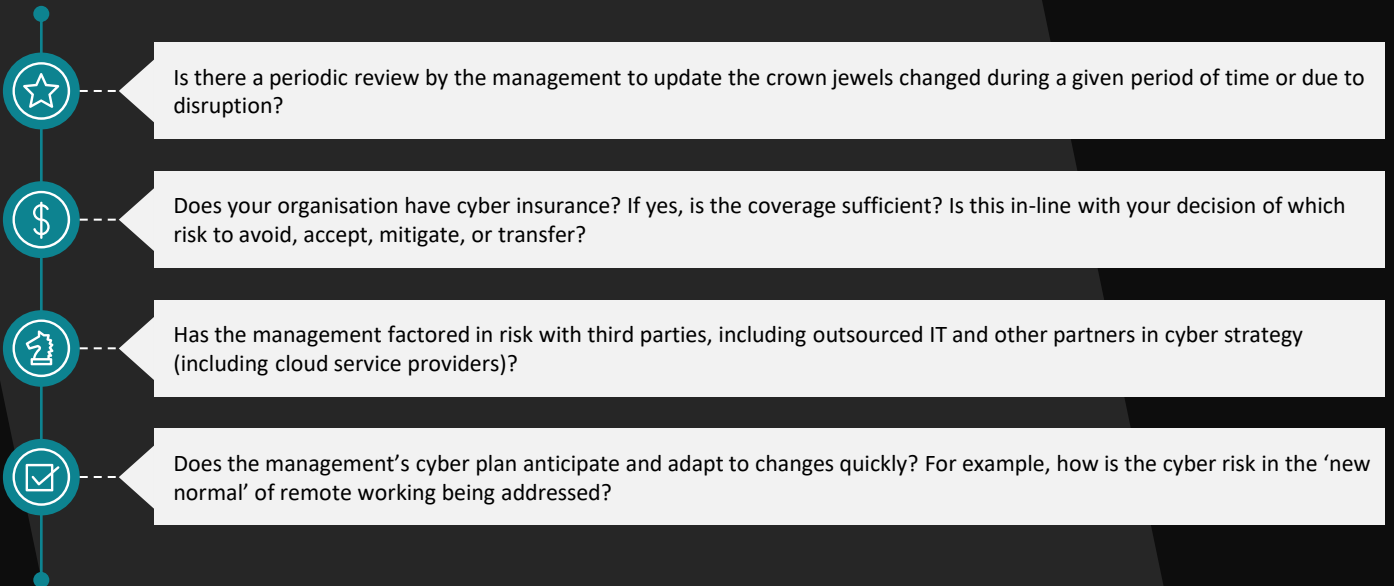 Is there a periodic review by the management to update the crown jewels changed during a given period of time or due to
disruption?
Does your organisation have cyber insurance? If yes, is the coverage sufficient? Is this in-line with your decision of which
risk to avoid, accept, mitigate, or transfer?
Has the management factored in risk with third parties, including outsourced IT and other partners in cyber strategy
(including cloud service providers)?
Does the management’s cyber plan anticipate and adapt to changes quickly? For example, how is the cyber risk in the ‘new
normal’ of remote working being addressed?